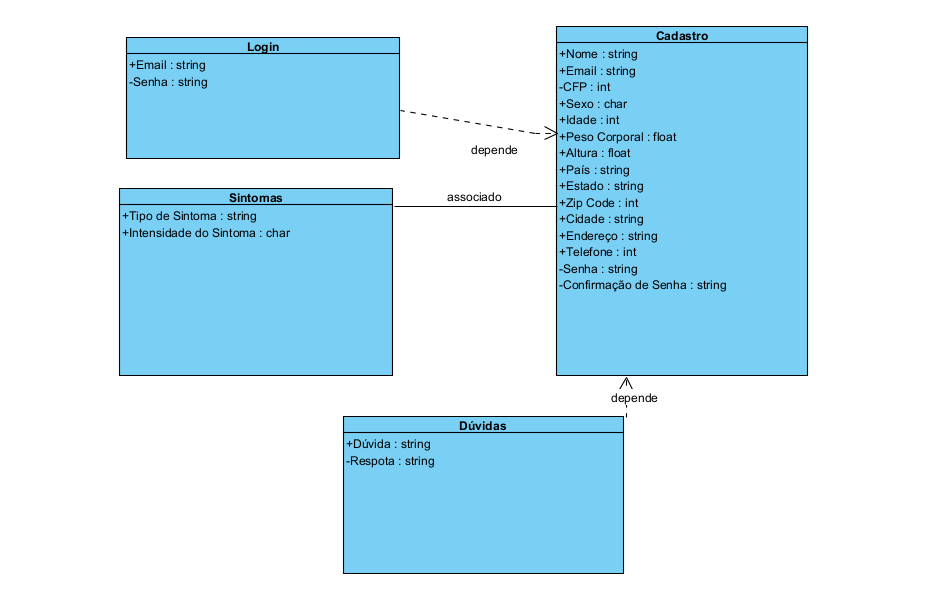 Login
+Email : string
-Senha : string
Cadastro
+Nome : string
+Email : string
-CFP : int
+Sexo : char
+Idade : int
+Peso Corporal : float
+Altura : float
+País : string
+Estado : string
+Zip Code : int
+Cidade : string
+Endereço : string
+Telefone : int
-Senha : string
-Confirmação de Senha : string
depende
Sintomas
+Tipo de Sintoma : string
+Intensidade do Sintoma : char
associado
depende
Dúvidas
+Dúvida : string
-Respota : string